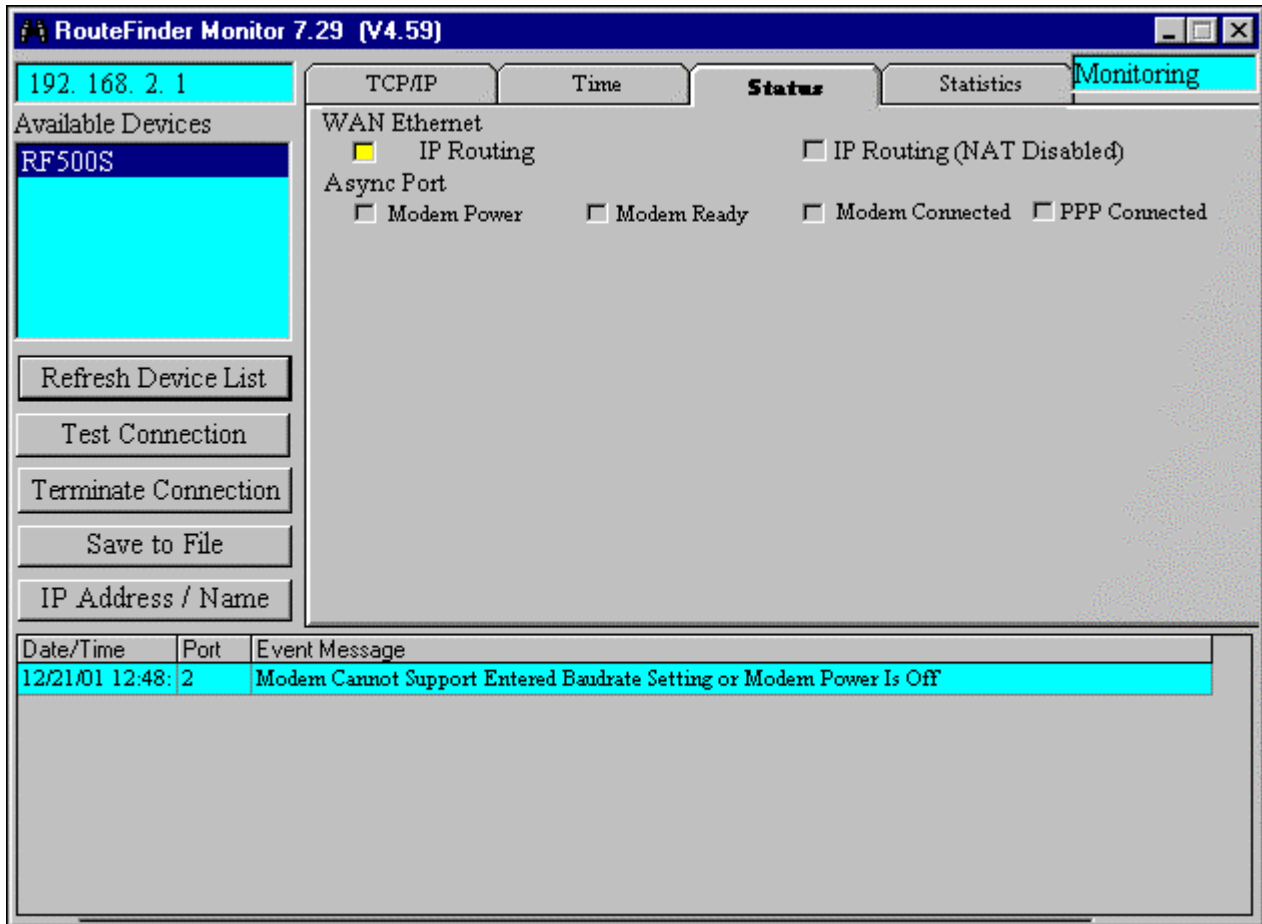 RouteFinder Monitor 7.29 (V4.59)
192. 168. 2. 1
TCP/IP Time Status Statistics Monitoring
Available Devices
RF500S
WAN Ethernet
IP Routing IP Routing (NAT Disabled)
Async Port
Modem Power Modem Ready Modem Connected PPP Connected
Refresh Device List
Test Connection
Terminate Connection
Save to File
IP Address / Name
Date/Time Port Event Message
12/21/01 12:48: 2 Modem Cannot Support Entered Baudrate Setting or Modem Power Is Off